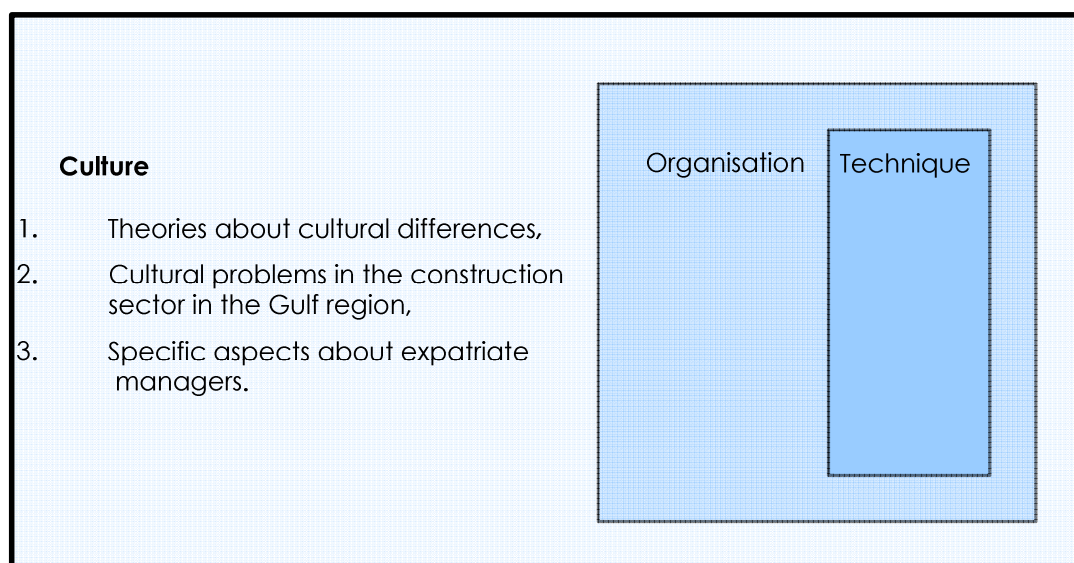 Culture
1. Theories about cultural differences,
2. Cultural problems in the construction
sector in the Gulf region,
3. Specific aspects about expatriate
managers.
Organisation
Technique